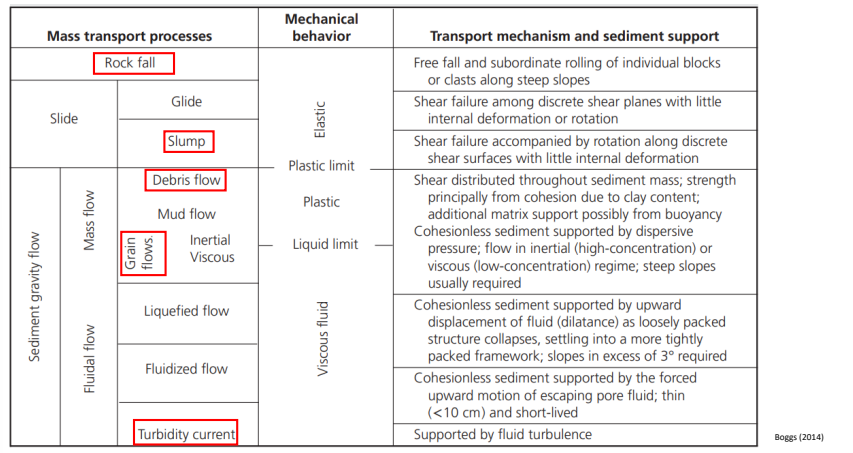 Mass transport processes
Mechanical
behavior
Transport mechanism and sediment support
Rock fall
Free fall and subordinate rolling of individual blocks
or clasts along steep slopes
Slide
Glide
Elastic
Shear failure among discrete shear planes with little
internal deformation or rotation
Slump
Shear failure accompanied by rotation along discrete
shear surfaces with little internal deformation
Plastic limit
Sediment gravity flow
Mass flow
Debris flow
Plastic
Shear distributed throughout sediment mass; strength
principally from cohesion due to clay content;
additional matrix support possibly from buoyancy
Mud flow
Grain
flows.
Inertial
Viscous
Liquid limit
Cohesionless sediment supported by dispersive
pressure; flow in inertial (high-concentration) or
viscous (low-concentration) regime; steep slopes
usually required
Fluidal flow
Liquefied flow
Viscous fluid
Cohesionless sediment supported by upward
displacement of fluid (dilatance) as loosely packed
structure collapses, settling into a more tightly
packed framework; slopes in excess of 3° required
Fluidized flow
Cohesionless sediment supported by the forced
upward motion of escaping pore fluid; thin
(<10 cm) and short-lived
Turbidity current
Supported by fluid turbulence
Boggs (2014)